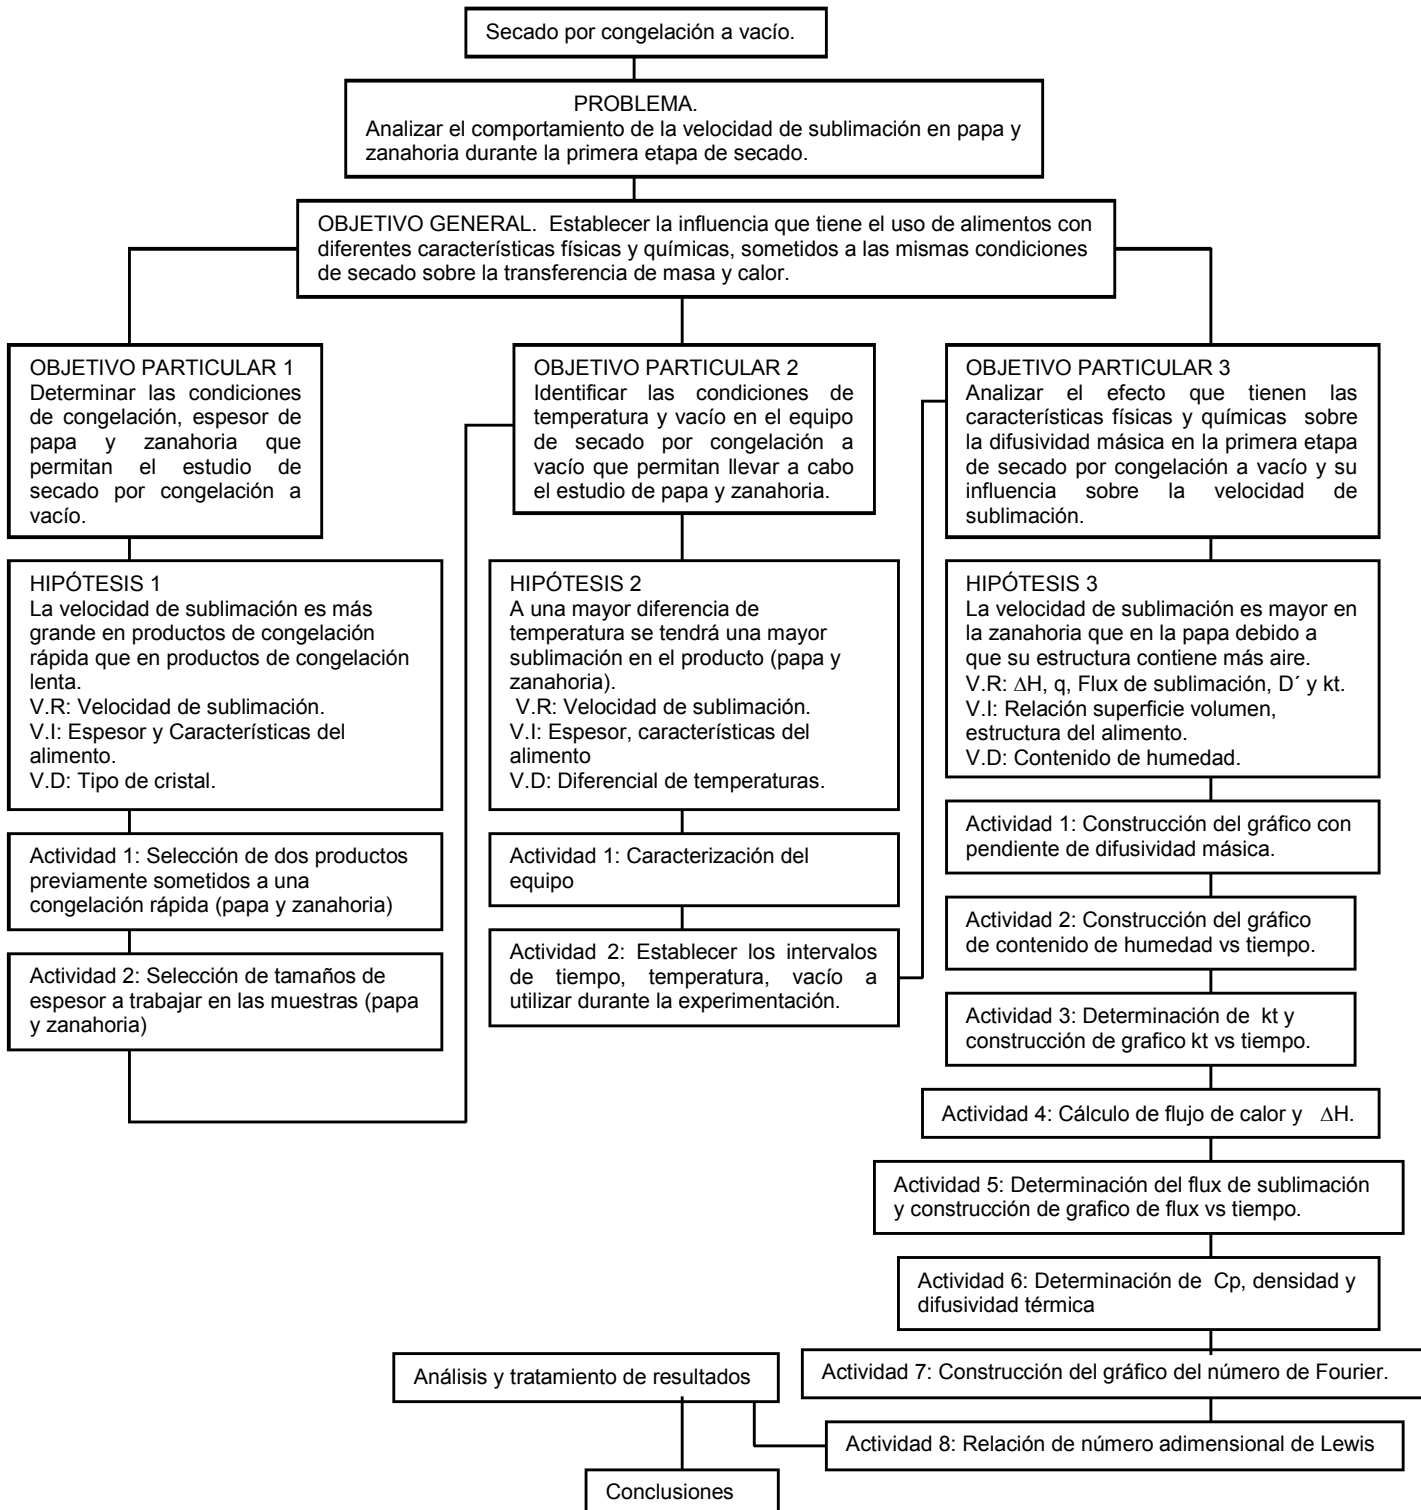 Secado por congelación a vacío.
PROBLEMA.
Analizar el comportamiento de la velocidad de sublimación en papa y
zanahoria durante la primera etapa de secado.
OBJETIVO GENERAL.  Establecer la influencia que tiene el uso de alimentos con
diferentes características físicas y químicas, sometidos a las mismas condiciones
de secado sobre la transferencia de masa y calor.
OBJETIVO PARTICULAR 1
Determinar las condiciones
de congelación, espesor de
papa y zanahoria que
permitan el estudio de
secado por congelación a
vacío.
HIPÓTESIS 1
La velocidad de sublimación es más
grande en productos de congelación
rápida que en productos de congelación
lenta.
V.R: Velocidad de sublimación.
V.I: Espesor y Características del
alimento.
V.D: Tipo de cristal.
Actividad 1: Selección de dos productos
previamente sometidos a una
congelación rápida (papa y zanahoria)
Actividad 2: Selección de tamaños de
espesor a trabajar en las muestras (papa
y zanahoria)
OBJETIVO PARTICULAR 2
Identificar las condiciones de
temperatura y vacío en el equipo
de secado por congelación a
vacío que permitan llevar a cabo
el estudio de papa y zanahoria.
HIPÓTESIS 2
A una mayor diferencia de
temperatura se tendrá una mayor
sublimación en el producto (papa y
zanahoria).
V.R: Velocidad de sublimación.
V.I: Espesor, características del
alimento
V.D: Diferencial de temperaturas.
Actividad 1: Caracterización del
equipo
Actividad 2: Establecer los intervalos
de tiempo, temperatura, vacío a
utilizar durante la experimentación.
OBJETIVO PARTICULAR 3
Analizar el efecto que tienen las
características físicas y químicas sobre
la difusividad másica en la primera etapa
de secado por congelación a vacío y su
influencia sobre la velocidad de
sublimación.
HIPÓTESIS 3
La velocidad de sublimación es mayor en
la zanahoria que en la papa debido a
que su estructura contiene más aire.
V.R: ∆H, q, Flux de sublimación, D´ y kt.
V.I: Relación superficie volumen,
estructura del alimento.
V.D: Contenido de humedad.
Actividad 1: Construcción del gráfico con
pendiente de difusividad másica.
Actividad 2: Construcción del gráfico
de contenido de humedad vs tiempo.
Actividad 3: Determinación de kt y
construcción de grafico kt vs tiempo.
Actividad 4: Cálculo de flujo de calor y ∆H.
Actividad 5: Determinación del flux de sublimación
y construcción de grafico de flux vs tiempo.
Actividad 6: Determinación de Cp, densidad y
difusividad térmica
Actividad 7: Construcción del gráfico del número de Fourier.
Actividad 8: Relación de número adimensional de Lewis
Análisis y tratamiento de resultados
Conclusiones